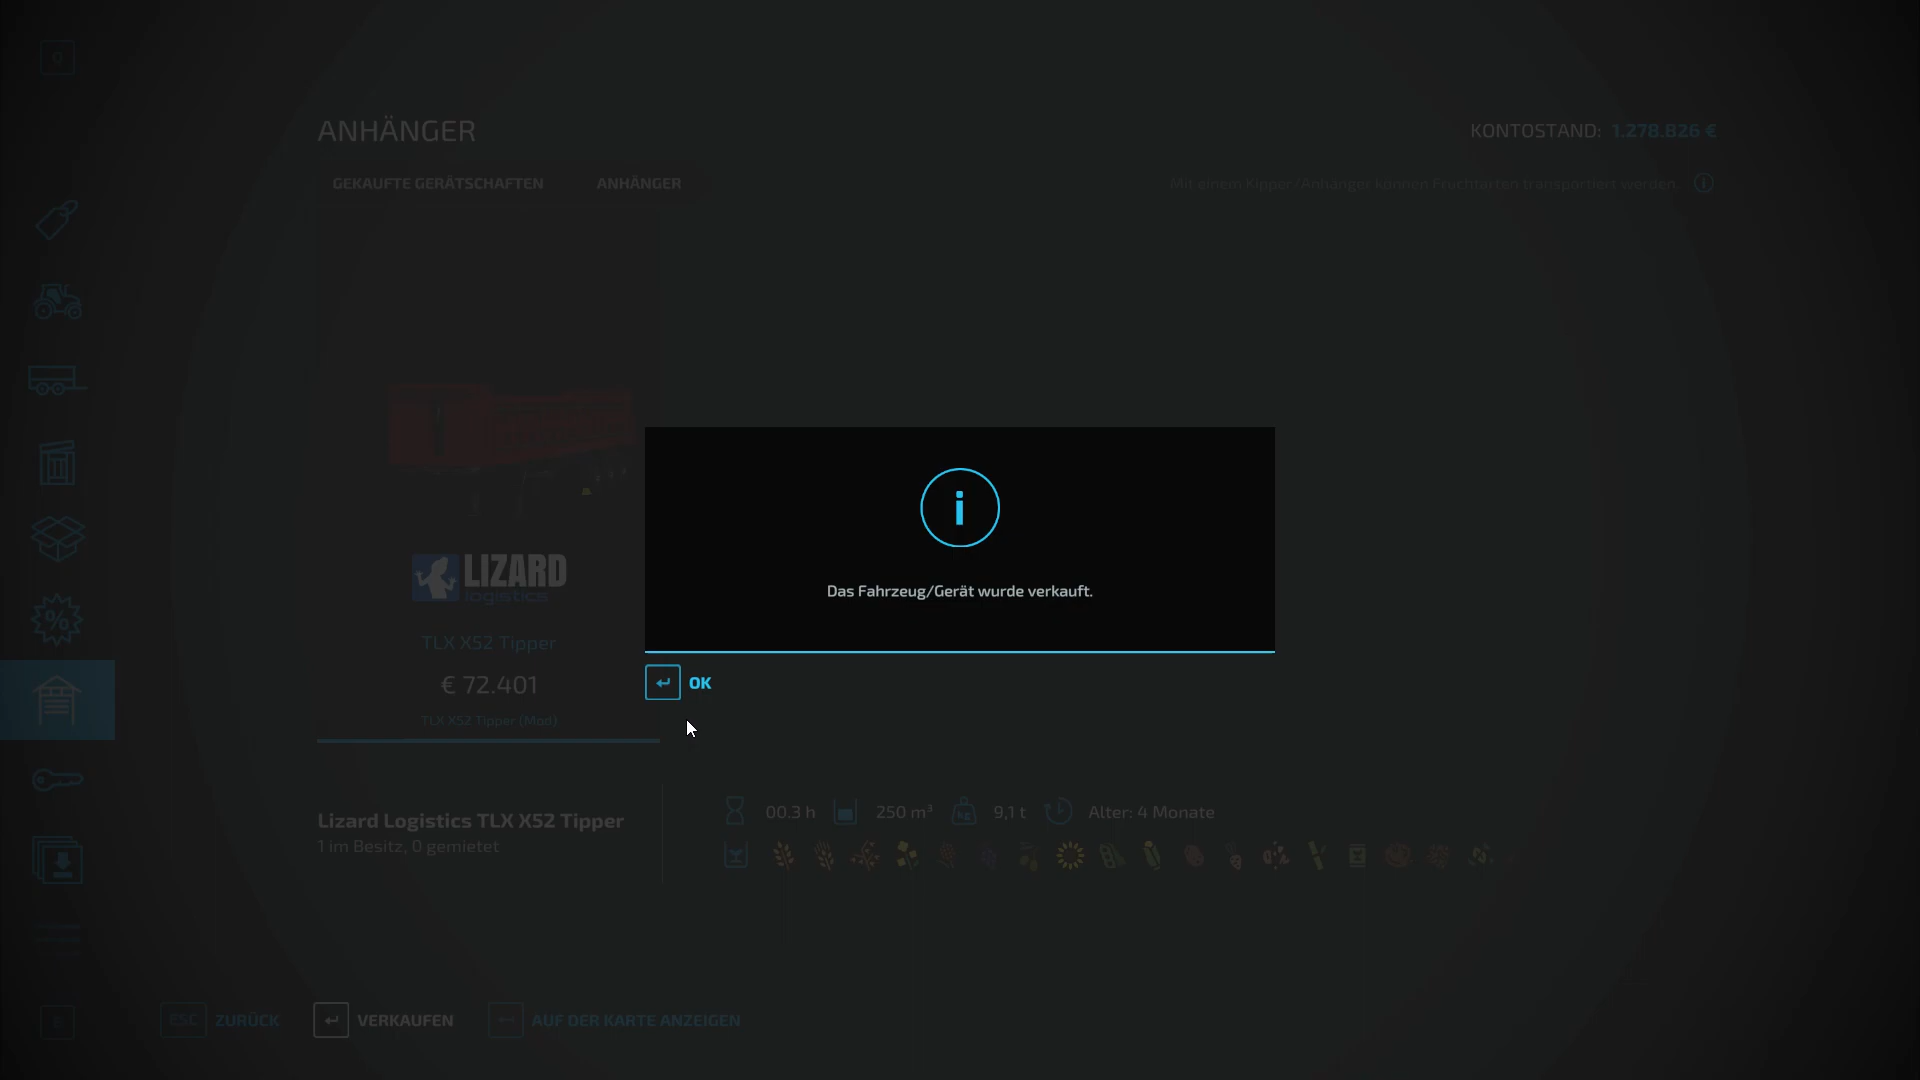 Q
ANHÄNGER
KONTOSTAND: 1.278.826 €
GEKAUFTE GERÄTSCHAFTEN ANHÄNGER
Mit einem Kipper/Anhänger können Fruchtarten transportiert werden.
LIZARD
logistics
TLX X52 Tipper
€ 72.401
TLX X52 Tipper (Mod)
Das Fahrzeug/Gerät wurde verkauft.
OK
Lizard Logistics TLX X52 Tipper
1 im Besitz, 0 gemietet
00.3 h 250 m³ 9,1 t Alter: 4 Monate
E
ESC ZURÜCK VERKAUFEN AUF DER KARTE ANZEIGEN